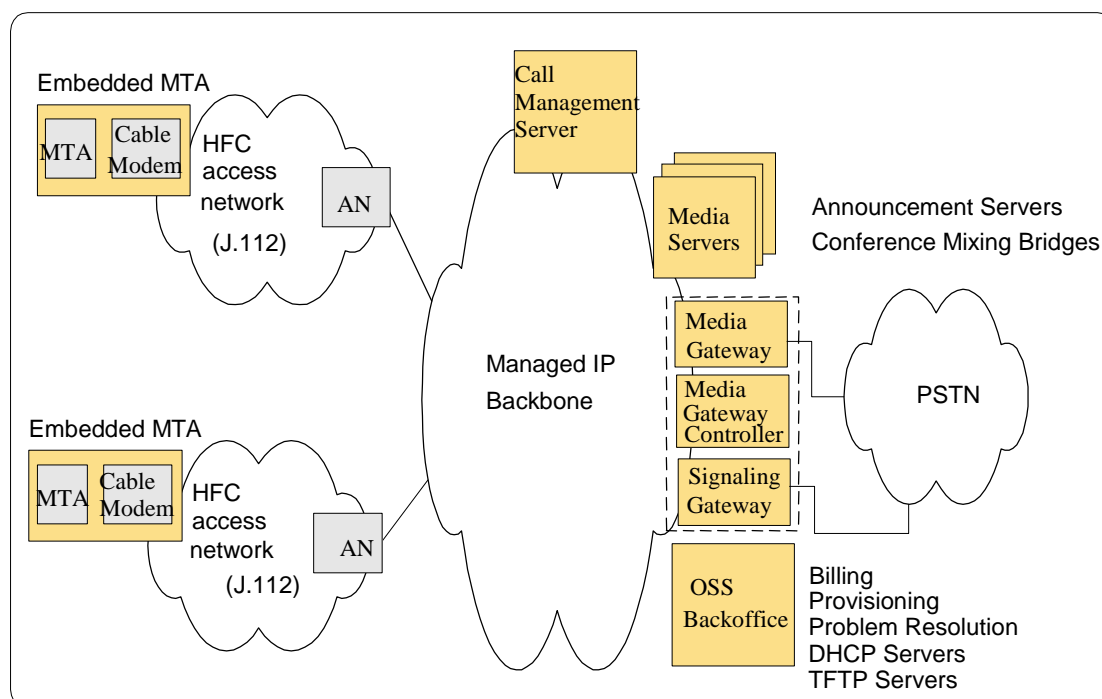 Embedded MTA
MTA
Cable
Modem
HFC
access
network
(J.112)
AN
Call
Management
Server
Media
Servers
Announcement Servers
Conference Mixing Bridges
Media
Gateway
Media
Gateway
Controller
Signaling
Gateway
Managed IP
Backbone
PSTN
Embedded MTA
MTA
Cable
Modem
HFC
access
network
(J.112)
AN
OSS
Backoffice
Billing
Provisioning
Problem Resolution
DHCP Servers
TFTP Servers